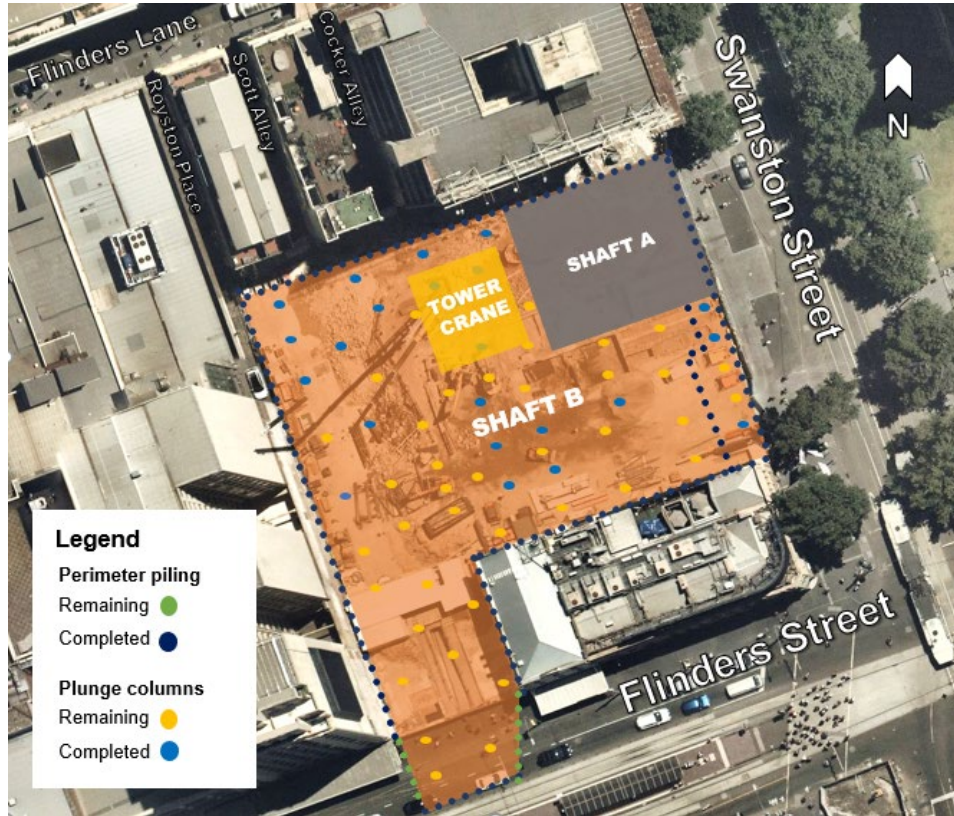 Flinders Lane
Royston Place
Scott Alley
Cocker Alley
Swanston Street
N
SHAFT A
TOWER
CRANE
SHAFT B
Flinders Street
Legend
Perimeter piling
Remaining
Completed
Plunge columns
Remaining
Completed